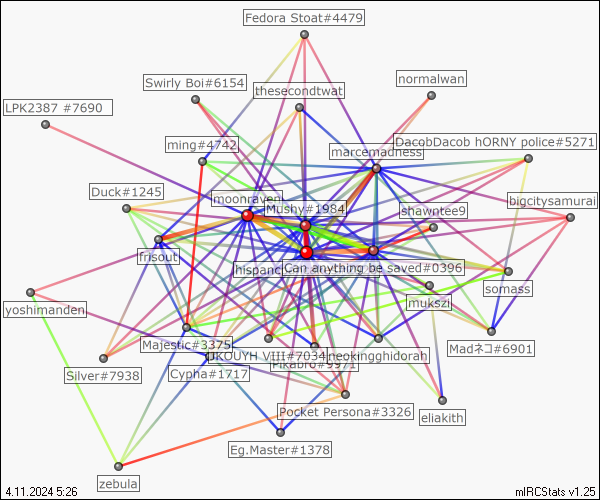 Fedora Stoat#4479
normalwan
Swirly Boi#6154
thesecondtwat
LPK2387 #7690
DacobDacob hORNY police#5271
ming#4742
marcemadness
Duck#1245
moonraven
bigcitysamurai
Mushy#1984
shawntee9
frisout
hispanc
Can anything be saved#0396
somass
mukszi
yoshimanden
Majestic#3375
Madネコ#6901
UKOUYH VIII#7034
neokingghidorah
Pikabro#9971
Silver#7938
Cypha#1717
Pocket Persona#3326
eliakith
Eg.Master#1378
zebula
4.11.2024 5:26
mIRCStats v1.25